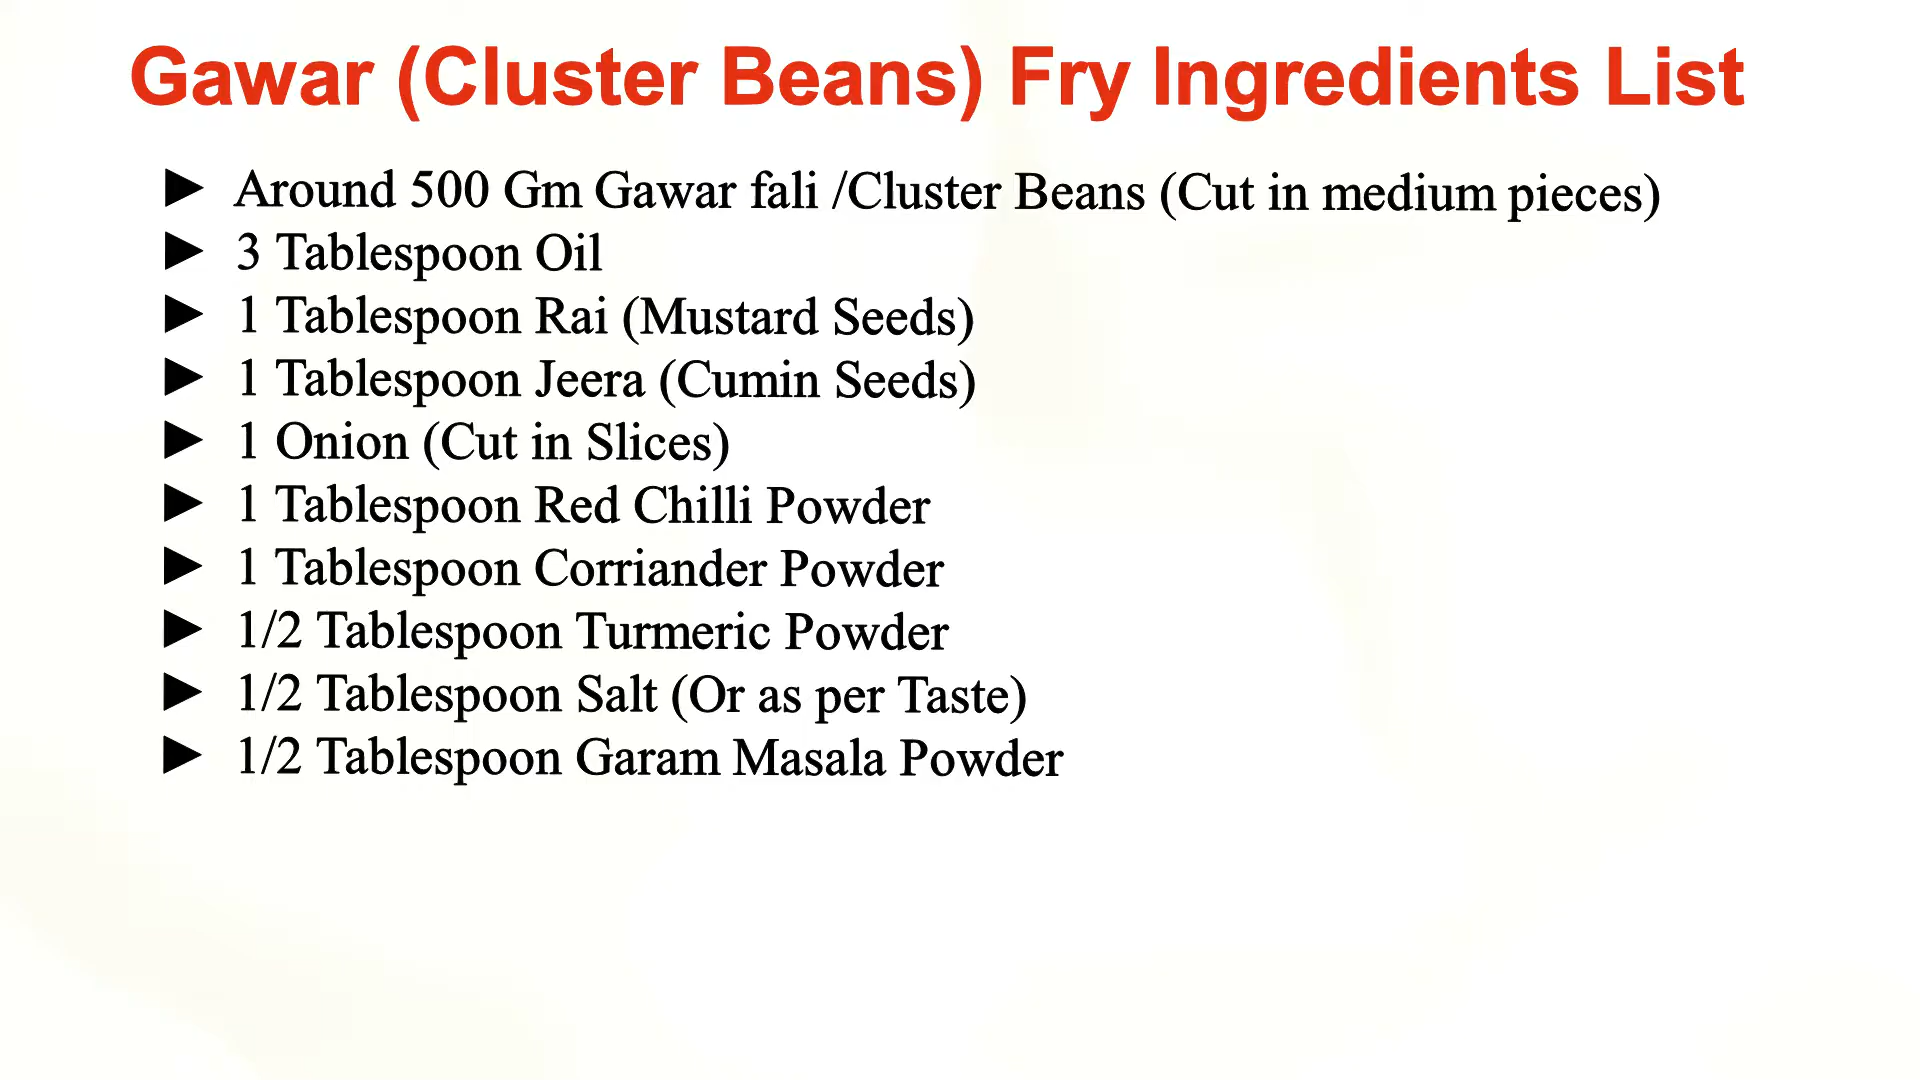 Gawar (Cluster Beans) Fry Ingredients List
► Around 500 Gm Gawar fali /Cluster Beans (Cut in medium pieces)
► 3 Tablespoon Oil
► 1 Tablespoon Rai (Mustard Seeds)
► 1 Tablespoon Jeera (Cumin Seeds)
► 1 Onion (Cut in Slices)
► 1 Tablespoon Red Chilli Powder
► 1 Tablespoon Corriander Powder
► 1/2 Tablespoon Turmeric Powder
► 1/2 Tablespoon Salt (Or as per Taste)
► 1/2 Tablespoon Garam Masala Powder